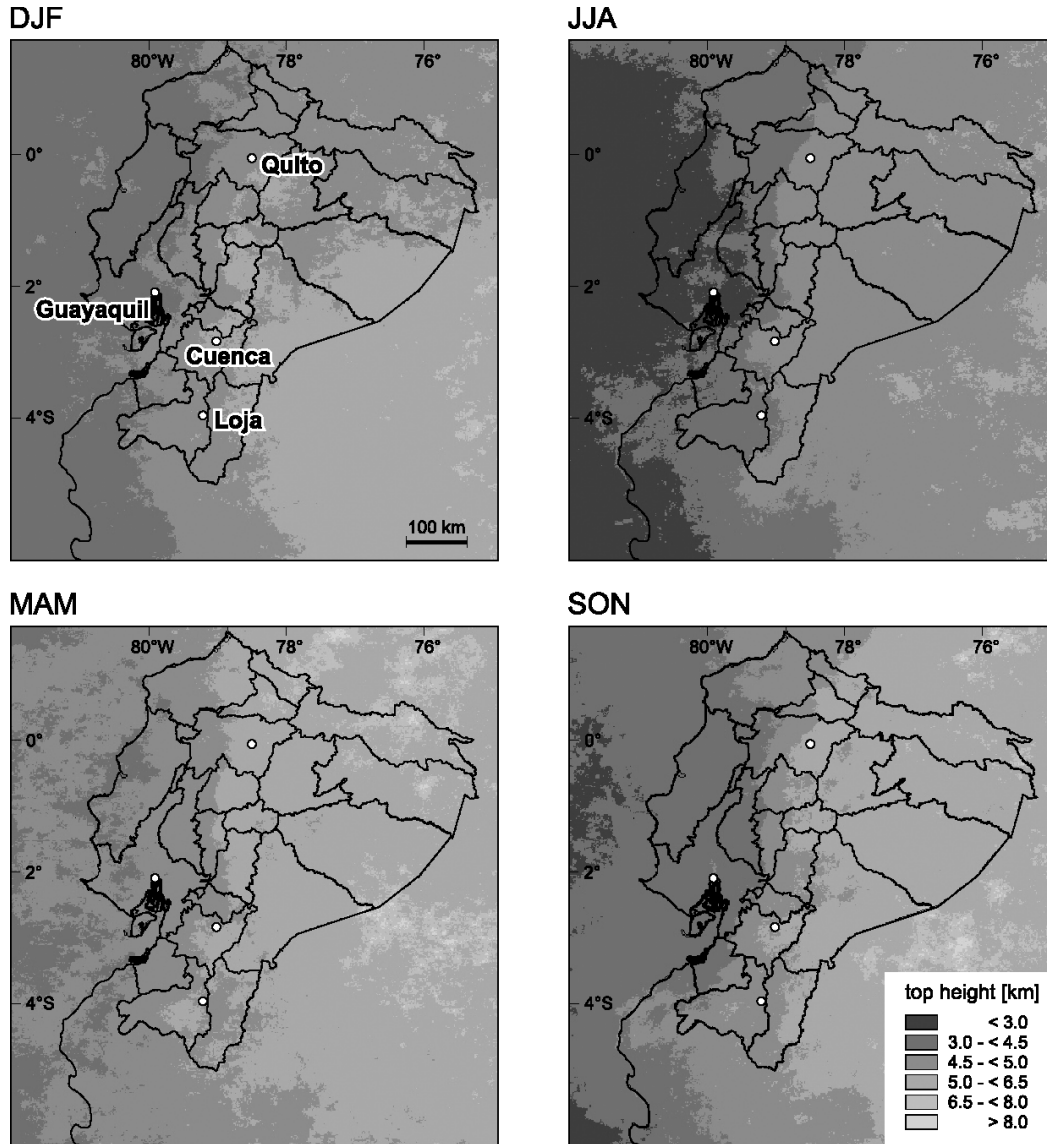 DJF
80°W 78° 76°
0°
Quito
2°
Guayaquil
Cuenca
4°S
Loja
100 km
JJA
80°W 78° 76°
0°
2°
4°S
MAM
80°W 78° 76°
0°
2°
4°S
SON
80°W 78° 76°
0°
2°
4°S
top height [km]
< 3.0
3.0 - < 4.5
4.5 - < 5.0
5.0 - < 6.5
6.5 - < 8.0
> 8.0